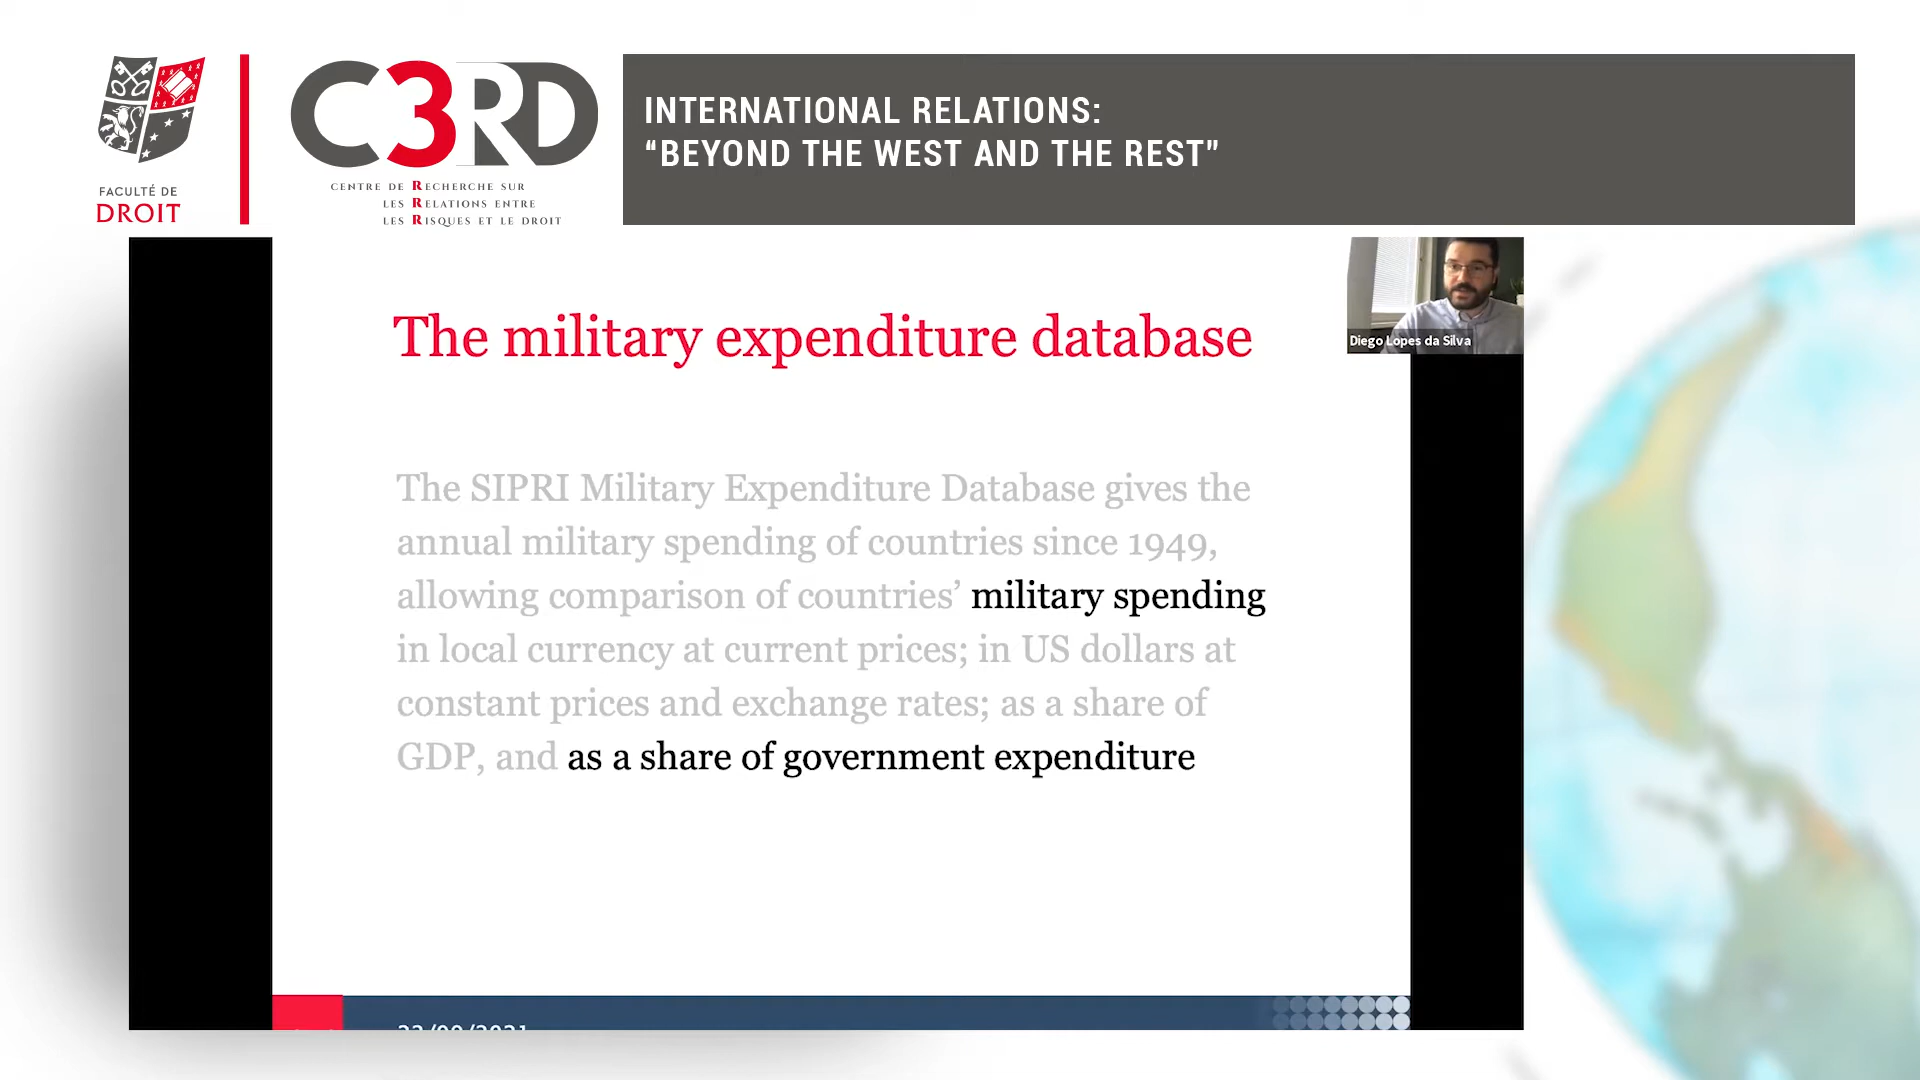 FACULTÉ DE
DROIT
C3RD
CENTRE DE RECHERCHE SUR
LES RELATIONS ENTRE
LES RISQUES ET LE DROIT
INTERNATIONAL RELATIONS:
“BEYOND THE WEST AND THE REST”
Diego Lopes da Silva
The military expenditure database
The SIPRI Military Expenditure Database gives the
annual military spending of countries since 1949,
allowing comparison of countries’ military spending
in local currency at current prices; in US dollars at
constant prices and exchange rates; as a share of
GDP, and as a share of government expenditure